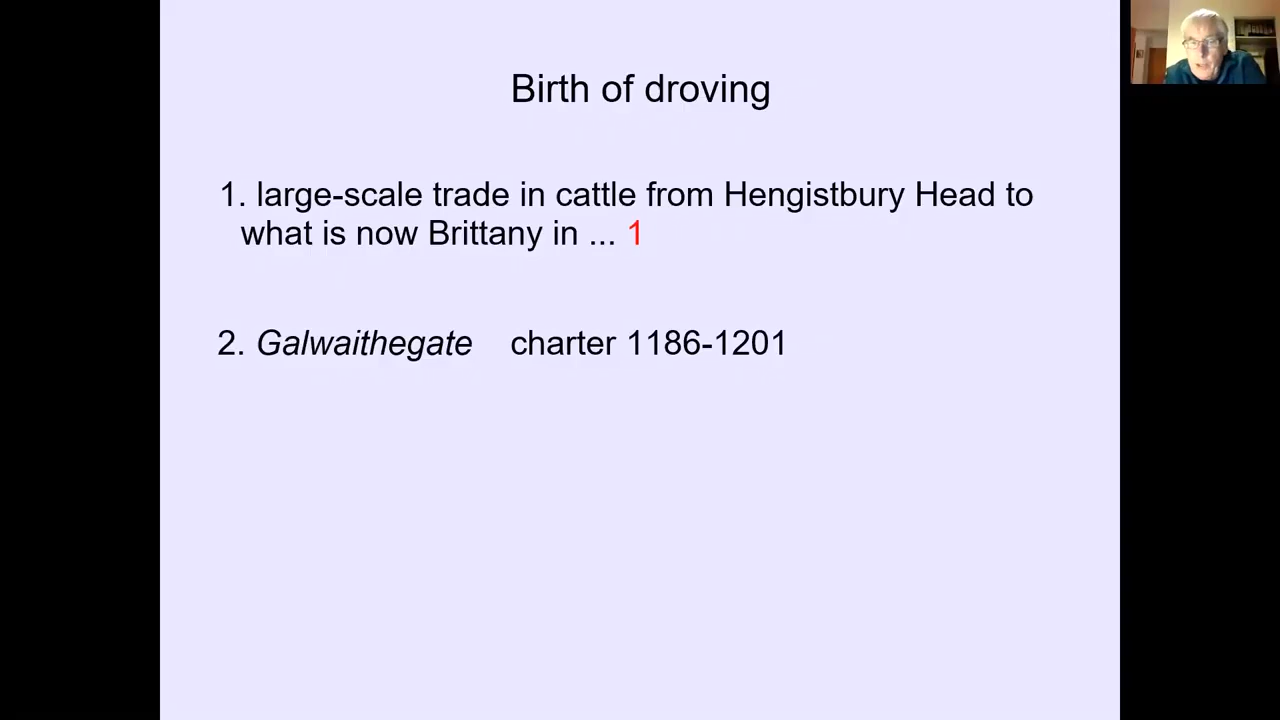 Birth of droving
1. large-scale trade in cattle from Hengistbury Head to
what is now Brittany in ... 1
2. Galwaithegate charter 1186-1201